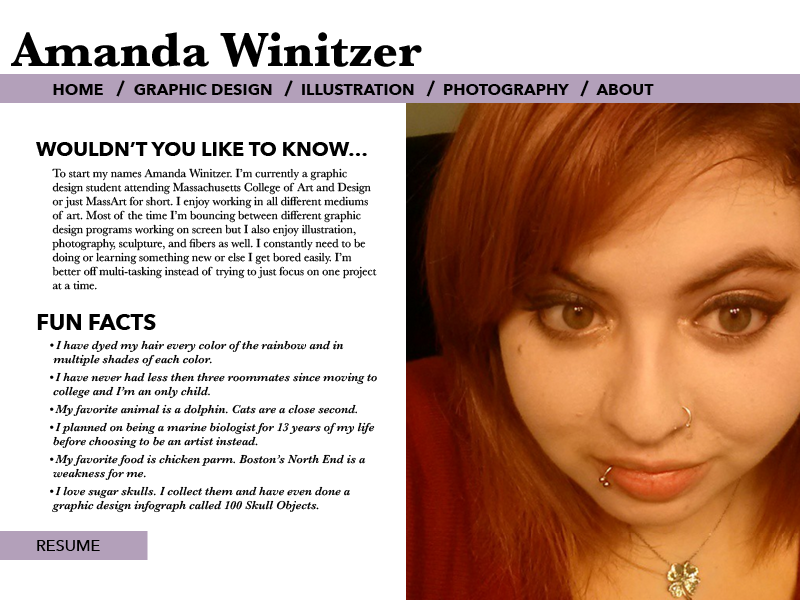 Amanda Winitzer
HOME / GRAPHIC DESIGN / ILLUSTRATION / PHOTOGRAPHY / ABOUT
WOULDN'T YOU LIKE TO KNOW...
To start my names Amanda Winitzer. I'm currently a graphic
design student attending Massachusetts College of Art and Design
or just MassArt for short. I enjoy working in all different mediums
of art. Most of the time I'm bouncing between different graphic
design programs working on screen but I also enjoy illustration,
photography, sculpture, and fibers as well. I constantly need to be
doing or learning something new or else I get bored easily. I'm
better off multi-tasking instead of trying to just focus on one project
at a time.
FUN FACTS
• I have dyed my hair every color of the rainbow and in
multiple shades of each color.
• I have never had less then three roommates since moving to
college and I'm an only child.
• My favorite animal is a dolphin. Cats are a close second.
• I planned on being a marine biologist for 13 years of my life
before choosing to be an artist instead.
• My favorite food is chicken parm. Boston's North End is a
weakness for me.
• I love sugar skulls. I collect them and have even done a
graphic design infograph called 100 Skull Objects.
RESUME